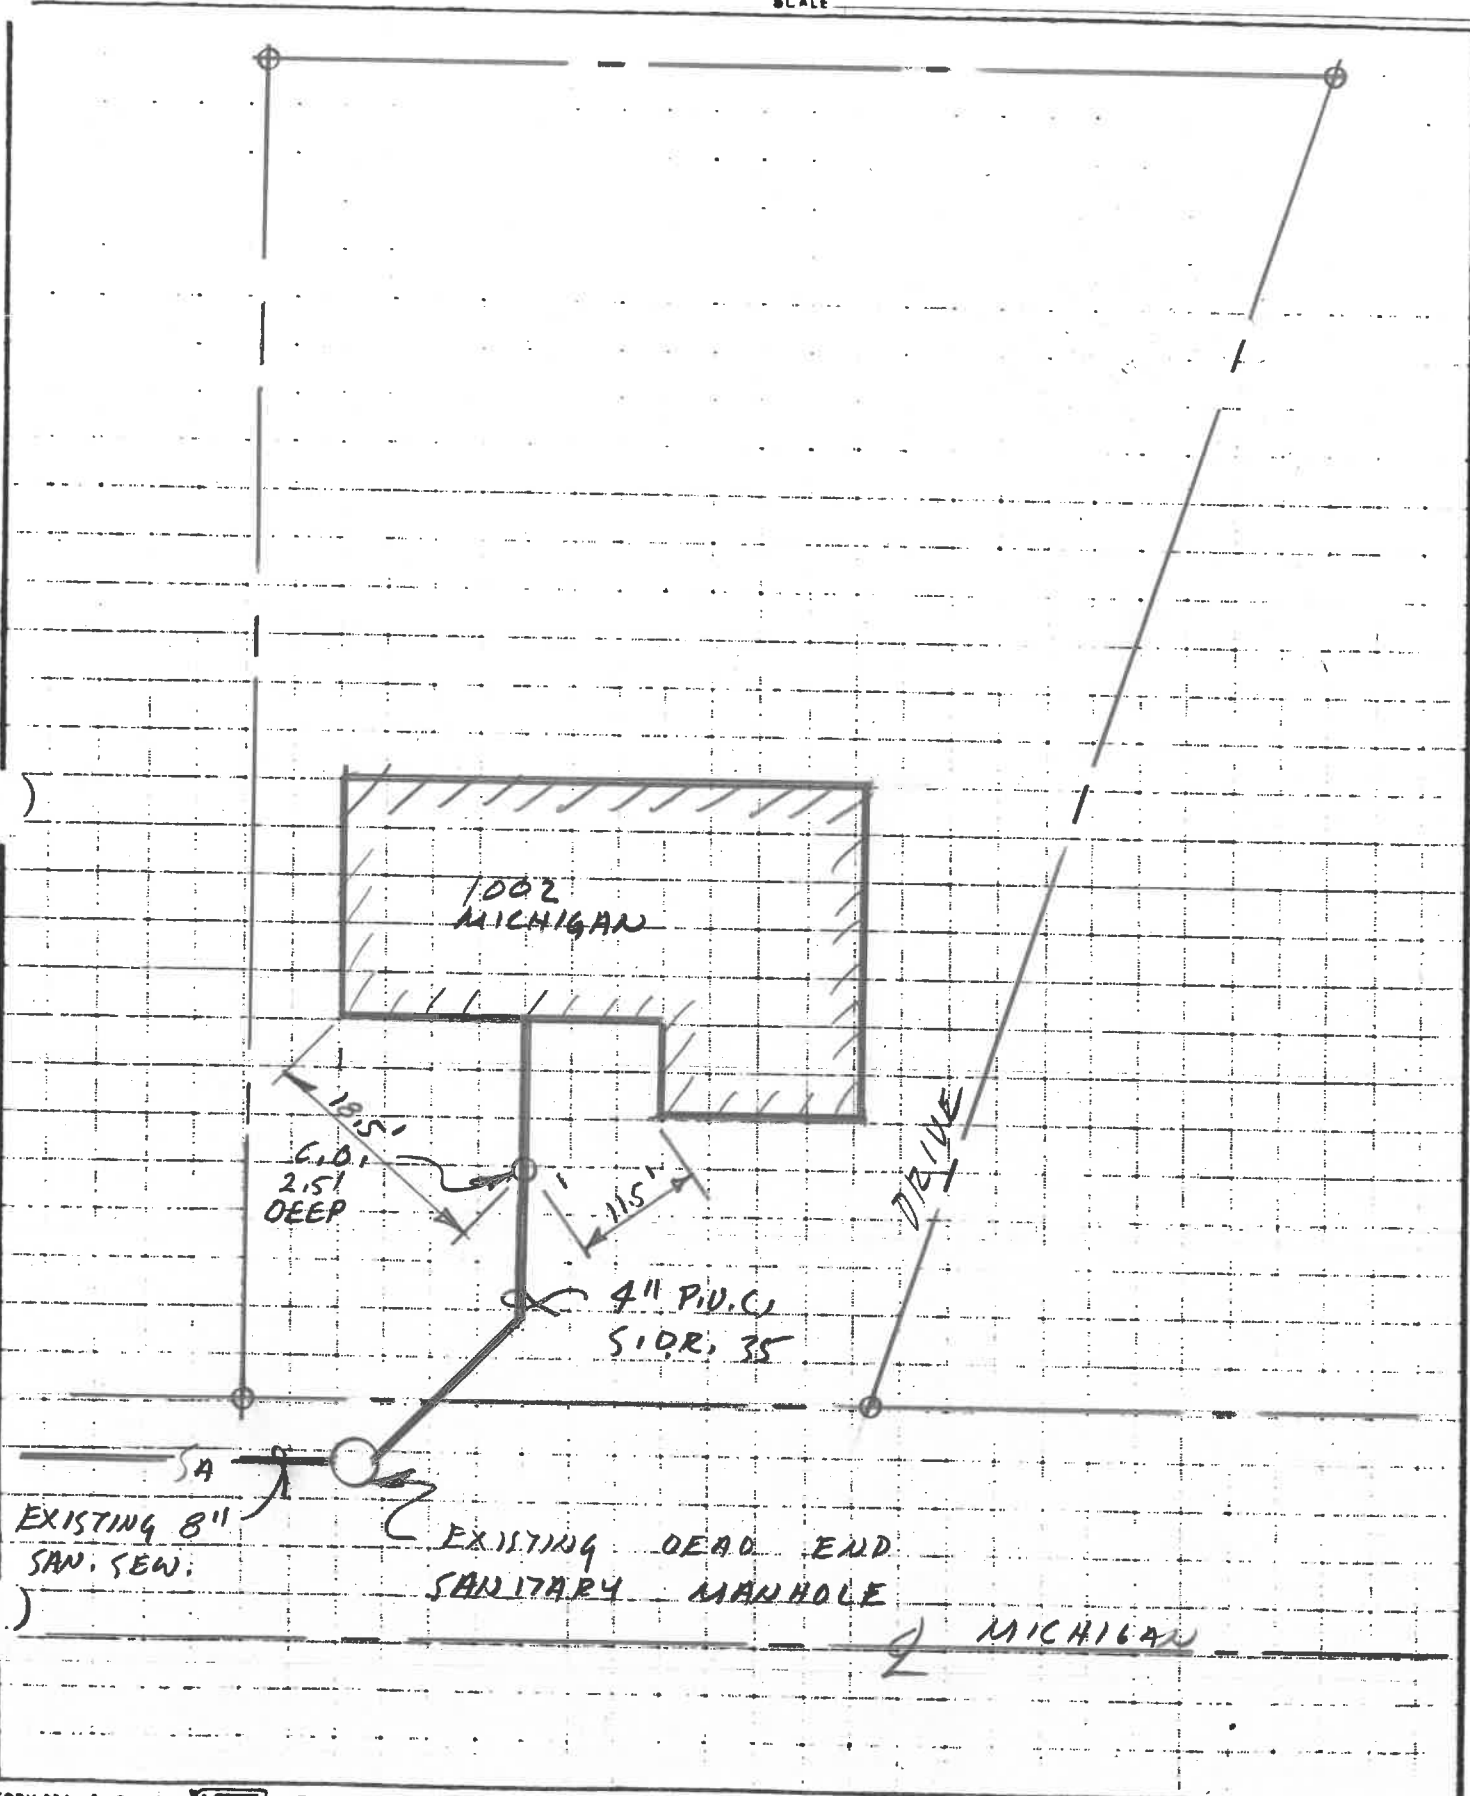 SCALE
1002
MICHIGAN
18.5'
C.O.
2.5'
DEEP
11.5'
DRIVE
4" P.V.C.
S.D.R. 35
SA
EXISTING 8"
SAN. SEW.
EXISTING DEAD END
SANITARY MANHOLE
℄ MICHIGAN